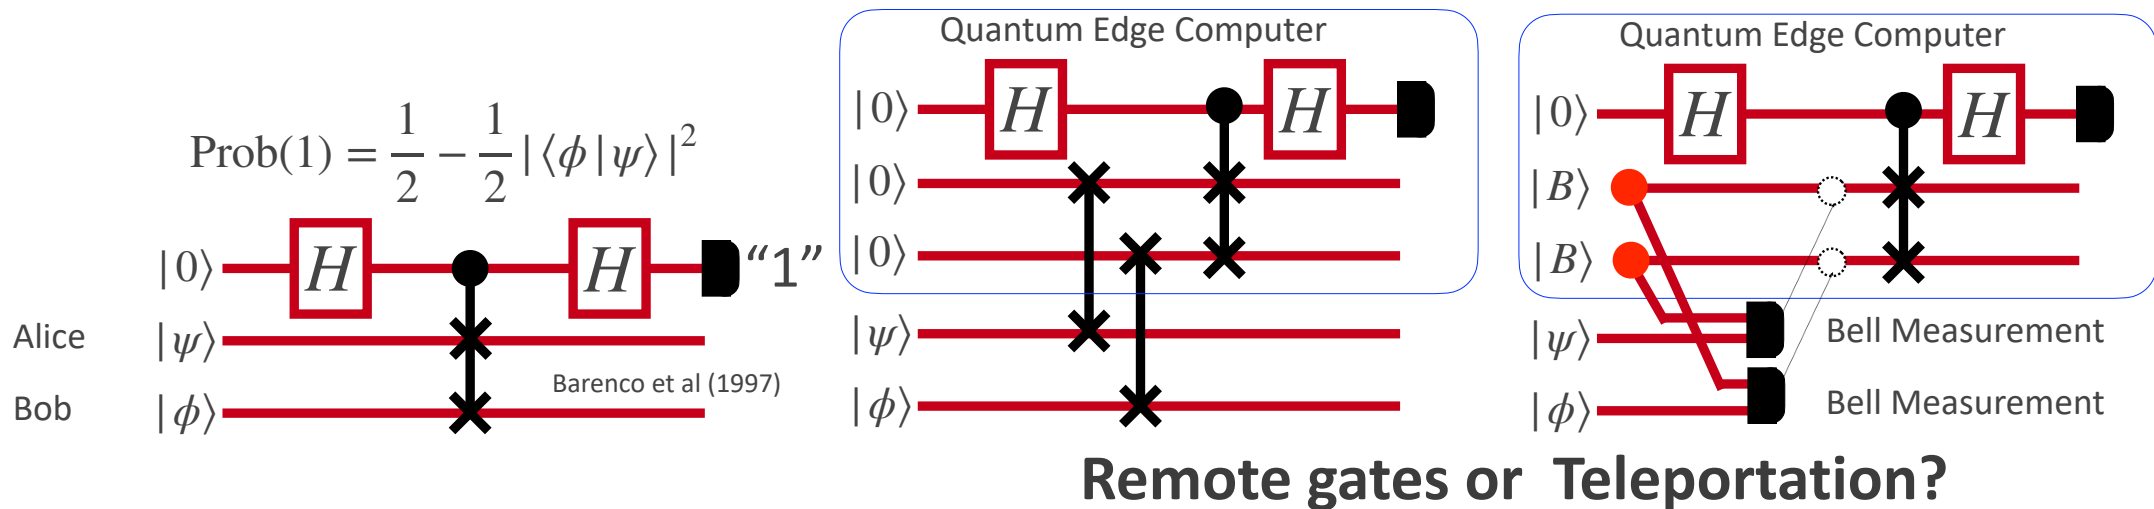 Prob(1) = 1/2 − 1/2 |⟨ϕ|ψ⟩|²
|0⟩ H H "1"
Alice |ψ⟩
Barenco et al (1997)
Bob |ϕ⟩
Quantum Edge Computer
|0⟩ H H
|0⟩
|0⟩
|ψ⟩
|ϕ⟩
Quantum Edge Computer
|0⟩ H H
|B⟩
|B⟩
|ψ⟩ Bell Measurement
|ϕ⟩ Bell Measurement
Remote gates or Teleportation?